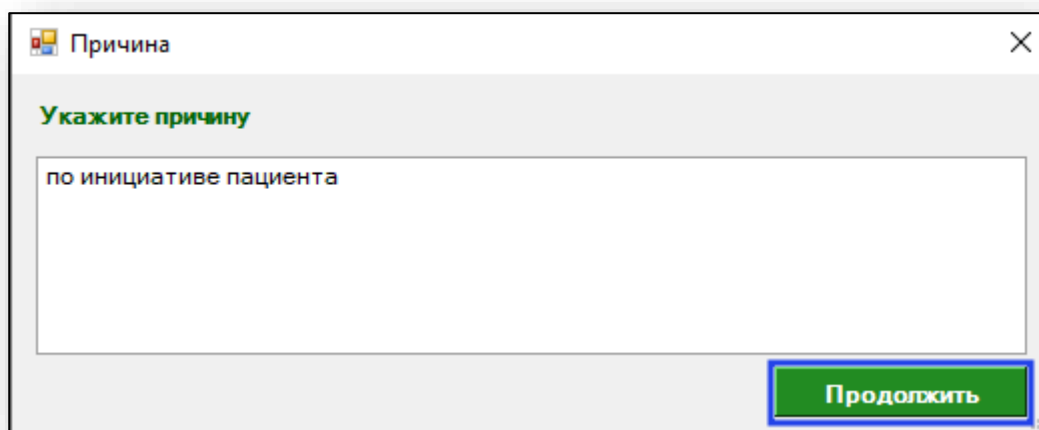 Причина
Укажите причину
по инициативе пациента
Продолжить